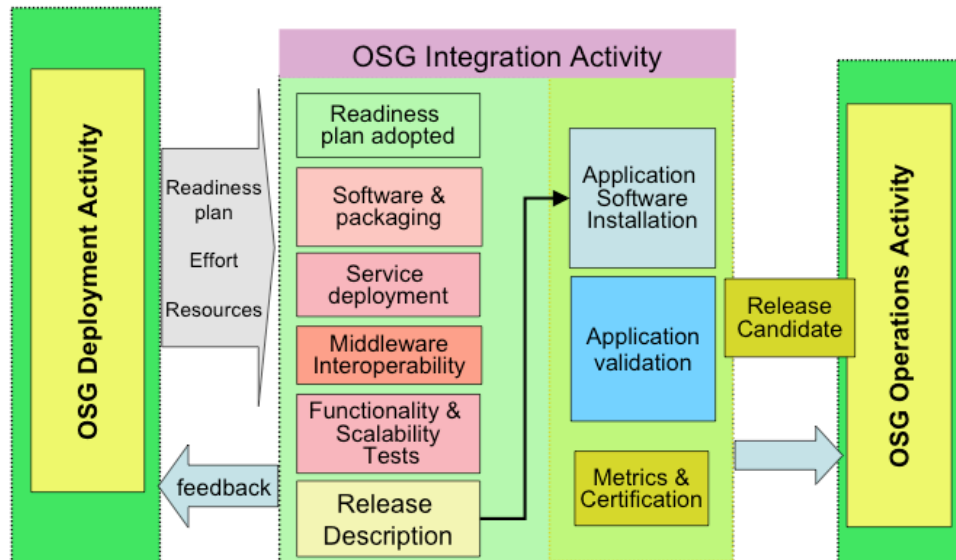 OSG Deployment Activity
Readiness
plan
Effort
Resources
feedback
OSG Integration Activity
Readiness
plan adopted
Software &
packaging
Service
deployment
Middleware
Interoperability
Functionality &
Scalability
Tests
Release
Description
Application
Software
Installation
Application
validation
Metrics &
Certification
Release
Candidate
OSG Operations Activity